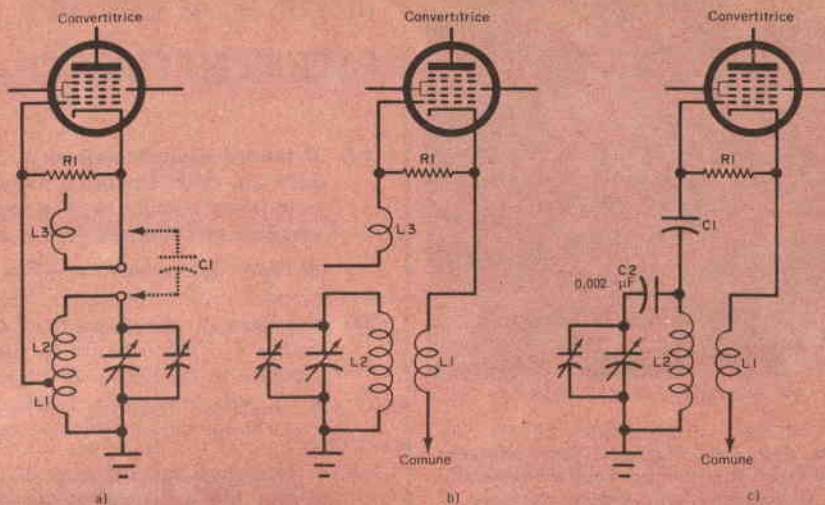 Convertitrice
R1
L3
C1
L2
L1
a)
Convertitrice
R1
L3
L2
L1
Comune
b)
Convertitrice
R1
C1
C2
0,002 µF
L2
L1
Comune
c)